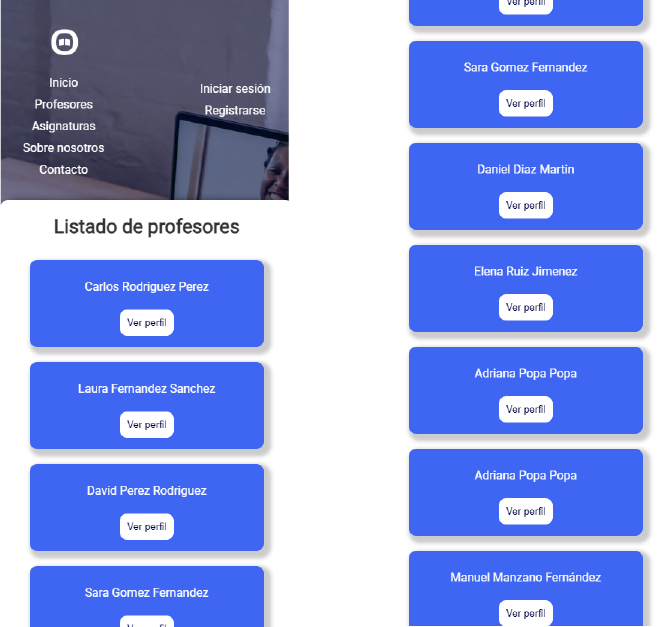 Inicio
Profesores
Asignaturas
Sobre nosotros
Contacto
Iniciar sesión
Registrarse
Listado de profesores
Carlos Rodriguez Perez
Ver perfil
Laura Fernandez Sanchez
Ver perfil
David Perez Rodriguez
Ver perfil
Sara Gomez Fernandez
Ver perfil
Ver perfil
Sara Gomez Fernandez
Ver perfil
Daniel Diaz Martin
Ver perfil
Elena Ruiz Jimenez
Ver perfil
Adriana Popa Popa
Ver perfil
Adriana Popa Popa
Ver perfil
Manuel Manzano Fernández
Ver perfil